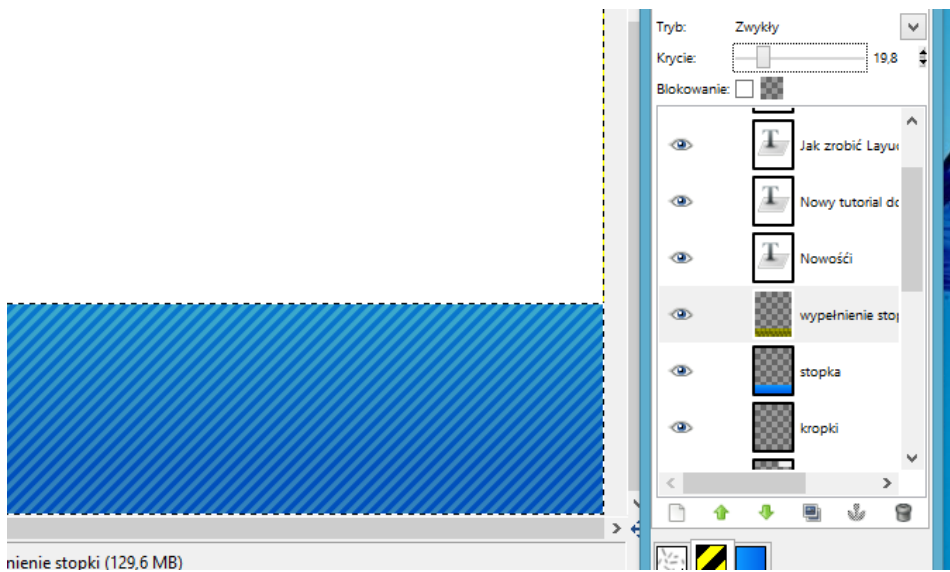 Tryb: Zwykły
Krycie: 19,8
Blokowanie:
Jak zrobić Layou
Nowy tutorial do
Nowośći
wypełnienie stop
stopka
kropki
nienie stopki (129,6 MB)